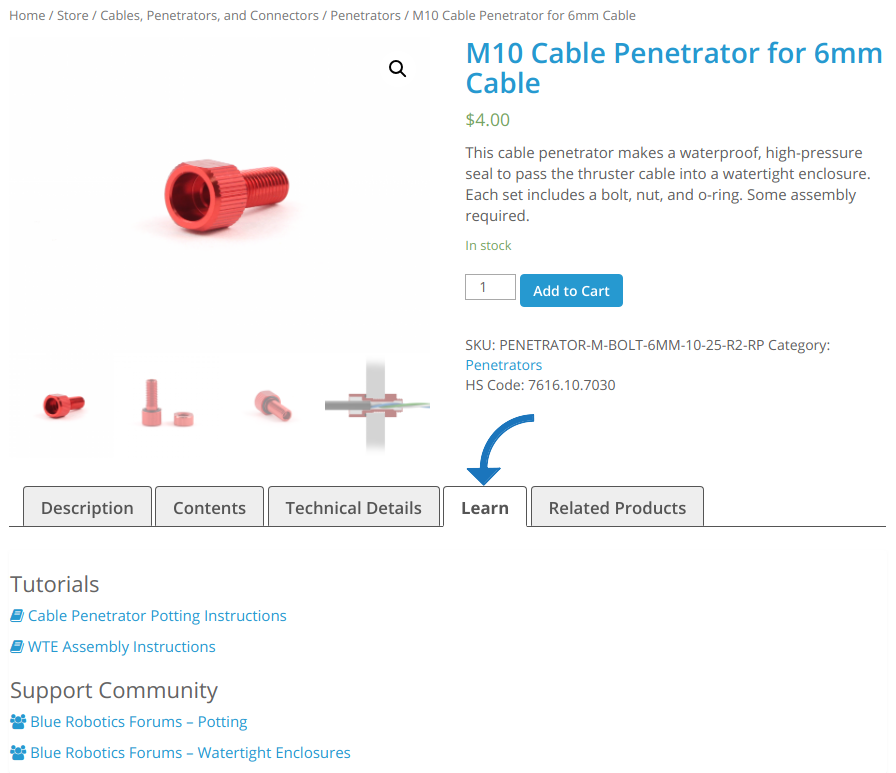 Home / Store / Cables, Penetrators, and Connectors / Penetrators / M10 Cable Penetrator for 6mm Cable
M10 Cable Penetrator for 6mm
Cable
$4.00
This cable penetrator makes a waterproof, high-pressure
seal to pass the thruster cable into a watertight enclosure.
Each set includes a bolt, nut, and o-ring. Some assembly
required.
In stock
1
Add to Cart
SKU: PENETRATOR-M-BOLT-6MM-10-25-R2-RP Category:
Penetrators
HS Code: 7616.10.7030
Description
Contents
Technical Details
Learn
Related Products
Tutorials
Cable Penetrator Potting Instructions
WTE Assembly Instructions
Support Community
Blue Robotics Forums – Potting
Blue Robotics Forums – Watertight Enclosures